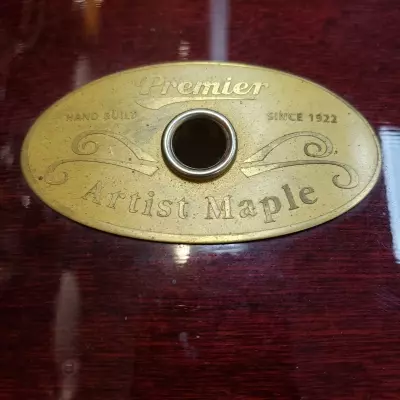 Premier
HAND BUILT
SINCE 1922
Artist Maple